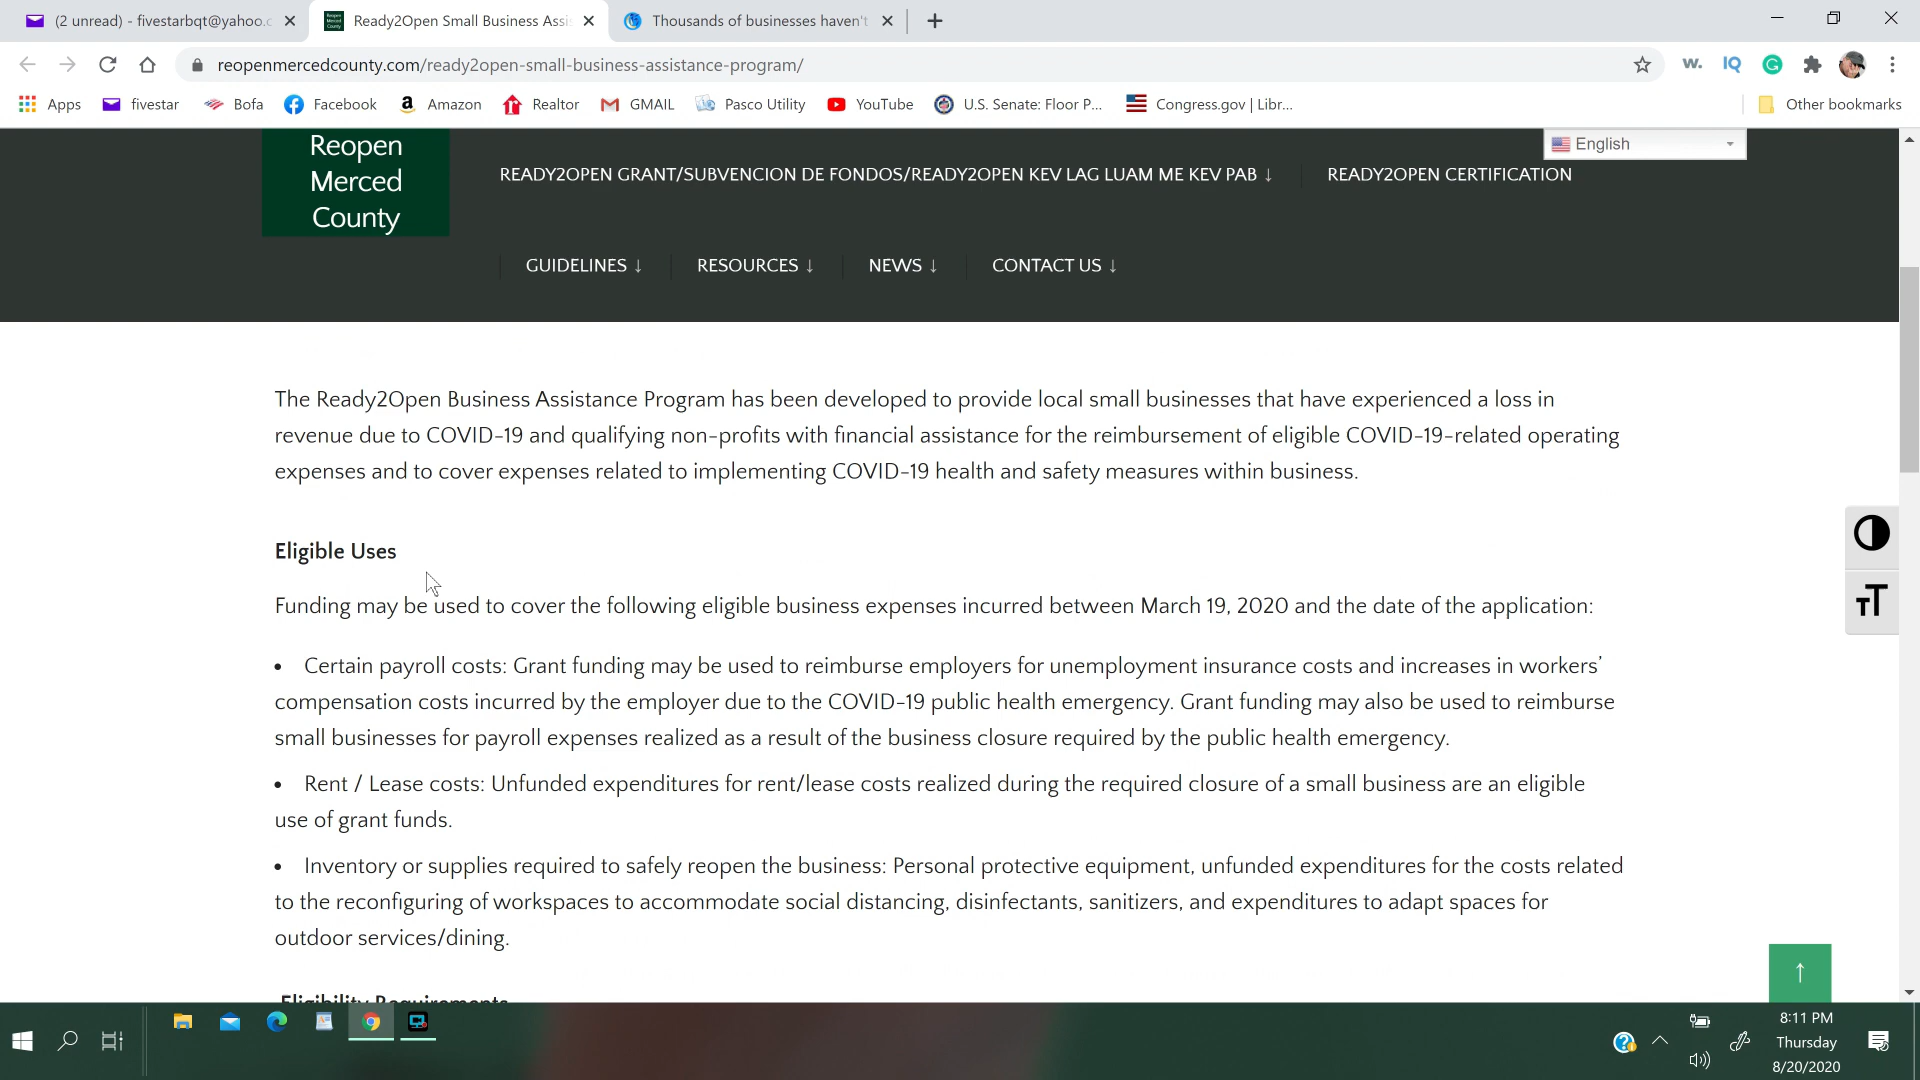 (2 unread) - fivestarbqt@yahoo.c
Ready2Open Small Business Assi
Thousands of businesses haven't
reopenmercedcounty.com/ready2open-small-business-assistance-program/
w.
IQ
Apps
fivestar
Bofa
Facebook
Amazon
Realtor
GMAIL
Pasco Utility
YouTube
U.S. Senate: Floor P...
Congress.gov | Libr...
Other bookmarks
English
Reopen
Merced
County
READY2OPEN GRANT/SUBVENCION DE FONDOS/READY2OPEN KEV LAG LUAM ME KEV PAB ↓
READY2OPEN CERTIFICATION
GUIDELINES ↓
RESOURCES ↓
NEWS ↓
CONTACT US ↓
The Ready2Open Business Assistance Program has been developed to provide local small businesses that have experienced a loss in
revenue due to COVID-19 and qualifying non-profits with financial assistance for the reimbursement of eligible COVID-19-related operating
expenses and to cover expenses related to implementing COVID-19 health and safety measures within business.
Eligible Uses
Funding may be used to cover the following eligible business expenses incurred between March 19, 2020 and the date of the application:
• Certain payroll costs: Grant funding may be used to reimburse employers for unemployment insurance costs and increases in workers’
compensation costs incurred by the employer due to the COVID-19 public health emergency. Grant funding may also be used to reimburse
small businesses for payroll expenses realized as a result of the business closure required by the public health emergency.
• Rent / Lease costs: Unfunded expenditures for rent/lease costs realized during the required closure of a small business are an eligible
use of grant funds.
• Inventory or supplies required to safely reopen the business: Personal protective equipment, unfunded expenditures for the costs related
to the reconfiguring of workspaces to accommodate social distancing, disinfectants, sanitizers, and expenditures to adapt spaces for
outdoor services/dining.
Eligibility Requirements
TT
↑
8:11 PM
Thursday
8/20/2020